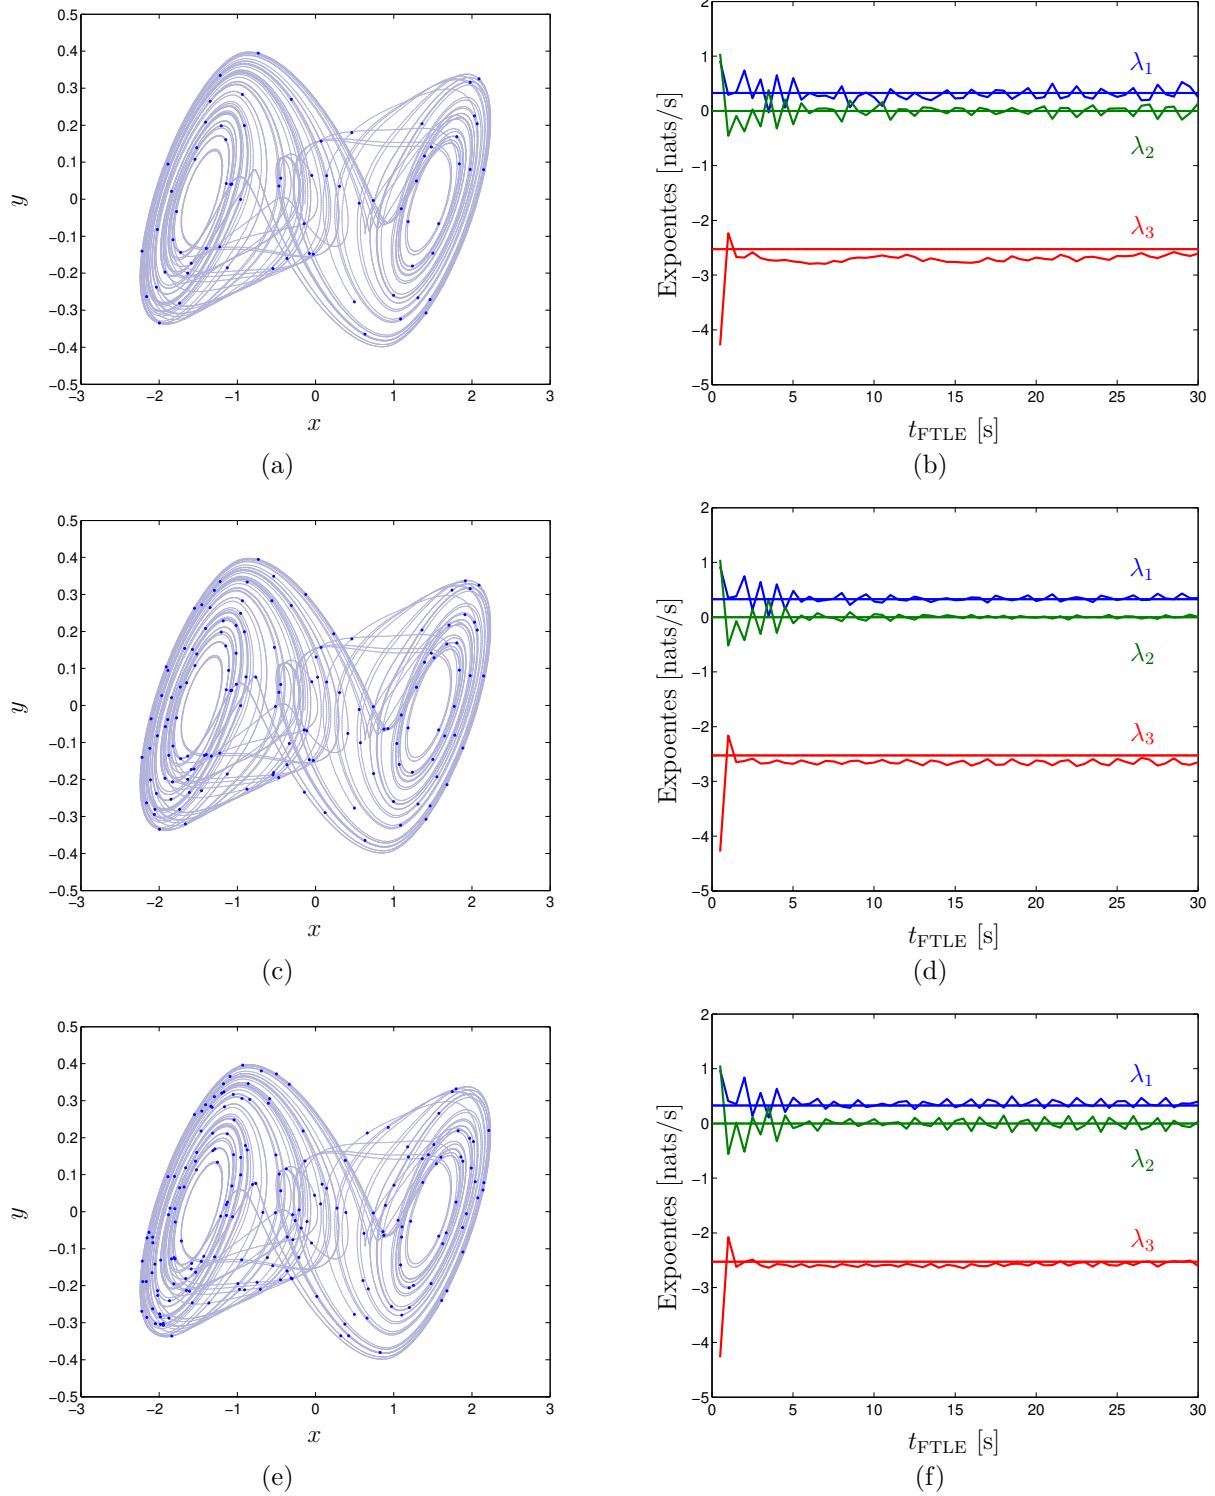 0.5
0.4
0.3
0.2
0.1
0
−0.1
−0.2
−0.3
−0.4
−0.5
−3 −2 −1 0 1 2 3
y
x
(a)
2
1
0
−1
−2
−3
−4
−5
0 5 10 15 20 25 30
Expoentes [nats/s]
λ1
λ2
λ3
tFTLE [s]
(b)
0.5
0.4
0.3
0.2
0.1
0
−0.1
−0.2
−0.3
−0.4
−0.5
−3 −2 −1 0 1 2 3
y
x
(c)
2
1
0
−1
−2
−3
−4
−5
0 5 10 15 20 25 30
Expoentes [nats/s]
λ1
λ2
λ3
tFTLE [s]
(d)
0.5
0.4
0.3
0.2
0.1
0
−0.1
−0.2
−0.3
−0.4
−0.5
−3 −2 −1 0 1 2 3
y
x
(e)
2
1
0
−1
−2
−3
−4
−5
0 5 10 15 20 25 30
Expoentes [nats/s]
λ1
λ2
λ3
tFTLE [s]
(f)